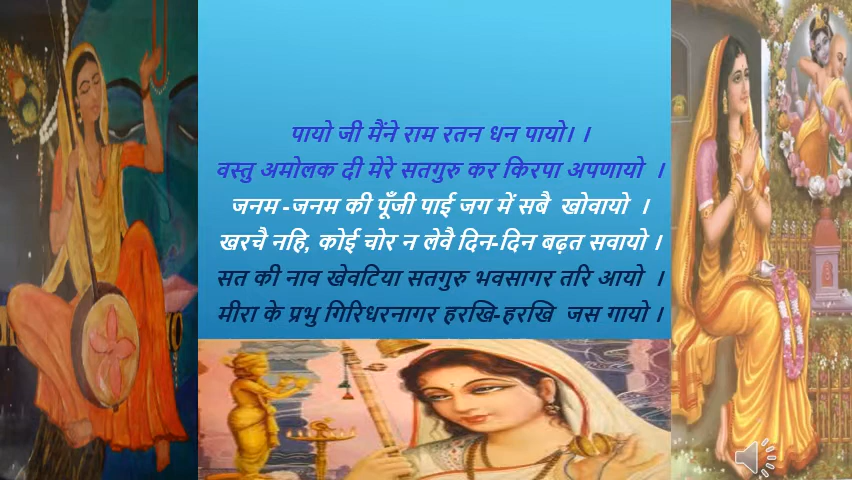 पायो जी मैंने राम रतन धन पायो। ।
वस्तु अमोलक दी मेरे सतगुरु कर किरपा अपणायो ।
जनम -जनम की पूँजी पाई जग में सबै खोवायो ।
खरचै नहि, कोई चोर न लेवै दिन-दिन बढ़त सवायो ।
सत की नाव खेवटिया सतगुरु भवसागर तरि आयो ।
मीरा के प्रभु गिरिधरनागर हरखि-हरखि जस गायो ।